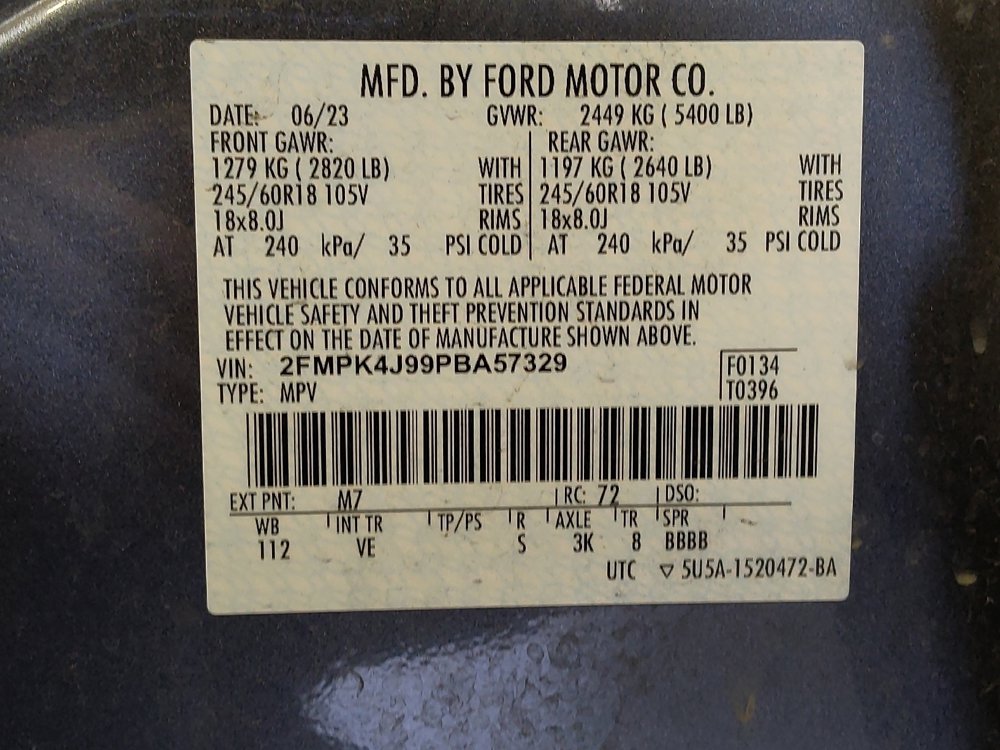 MFD. BY FORD MOTOR CO.
DATE: 06/23 GVWR: 2449 KG ( 5400 LB)
FRONT GAWR: REAR GAWR:
1279 KG ( 2820 LB) WITH 1197 KG ( 2640 LB) WITH
245/60R18 105V TIRES 245/60R18 105V TIRES
18x8.0J RIMS 18x8.0J RIMS
AT 240 kPa/ 35 PSI COLD AT 240 kPa/ 35 PSI COLD
THIS VEHICLE CONFORMS TO ALL APPLICABLE FEDERAL MOTOR
VEHICLE SAFETY AND THEFT PREVENTION STANDARDS IN
EFFECT ON THE DATE OF MANUFACTURE SHOWN ABOVE.
VIN: 2FMPK4J99PBA57329 F0134
TYPE: MPV T0396
EXT PNT: M7 RC: 72 DSO:
WB INT TR TP/PS R AXLE TR SPR
112 VE S 3K 8 BBBB
UTC ▽ 5U5A-1520472-BA